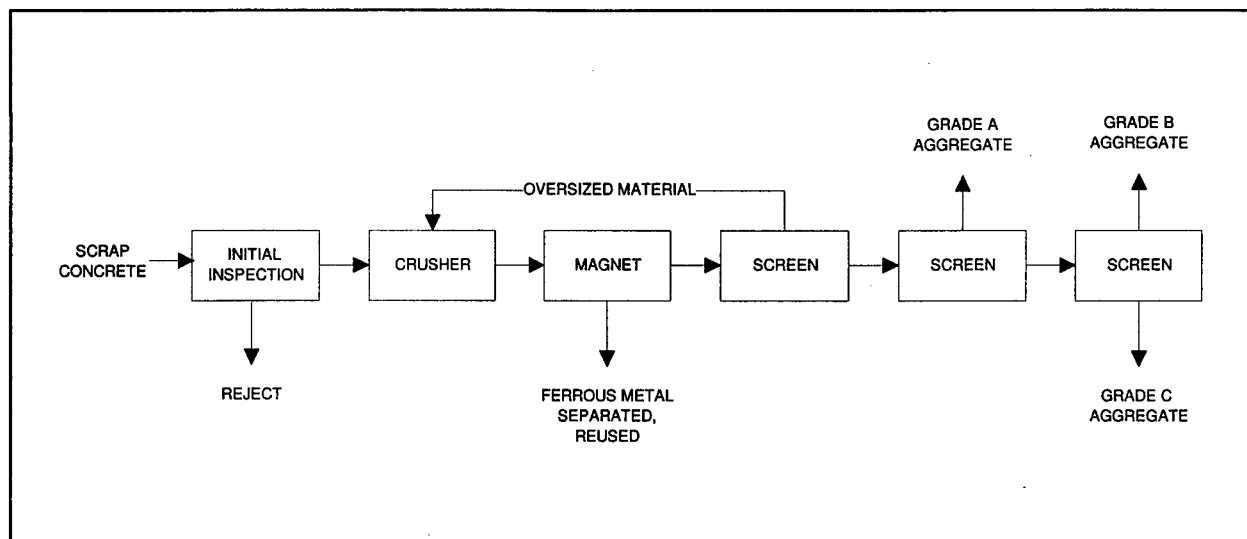 GRADE A
AGGREGATE
GRADE B
AGGREGATE
OVERSIZED MATERIAL
SCRAP
CONCRETE
INITIAL
INSPECTION
CRUSHER
MAGNET
SCREEN
SCREEN
SCREEN
REJECT
FERROUS METAL
SEPARATED,
REUSED
GRADE C
AGGREGATE